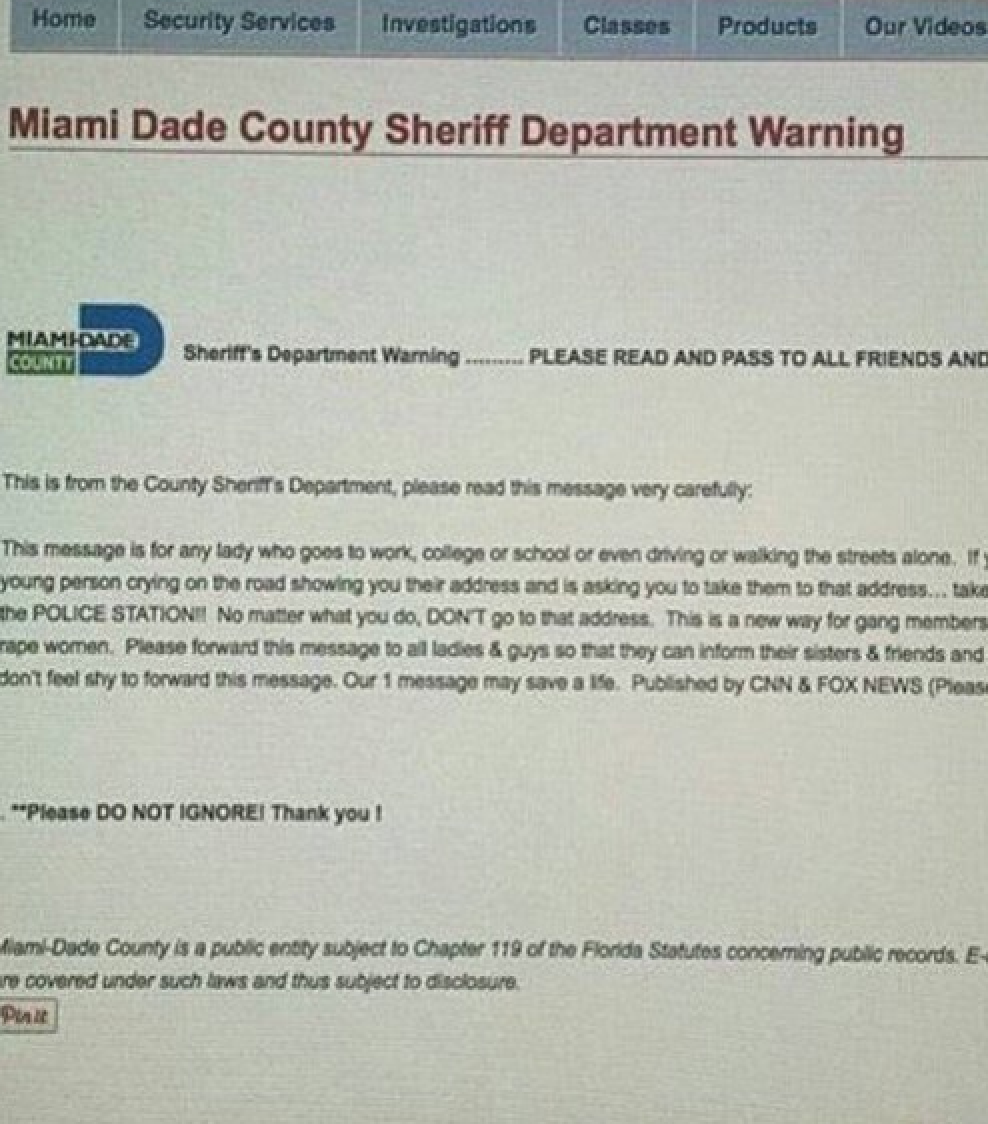 Home Security Services Investigations Classes Products Our Videos
Miami Dade County Sheriff Department Warning
MIAMI-DADE
COUNTY
Sheriff's Department Warning ......... PLEASE READ AND PASS TO ALL FRIENDS AND
This is from the County Sheriff's Department, please read this message very carefully:
This message is for any lady who goes to work, college or school or even driving or walking the streets alone. If
young person crying on the road showing you their address and is asking you to take them to that address... take
the POLICE STATION!! No matter what you do, DON'T go to that address. This is a new way for gang members
rape women. Please forward this message to all ladies & guys so that they can inform their sisters & friends and
don't feel shy to forward this message. Our 1 message may save a life. Published by CNN & FOX NEWS (Please
. **Please DO NOT IGNORE! Thank you !
Miami-Dade County is a public entity subject to Chapter 119 of the Florida Statutes concerning public records. E-
are covered under such laws and thus subject to disclosure.
Pin it